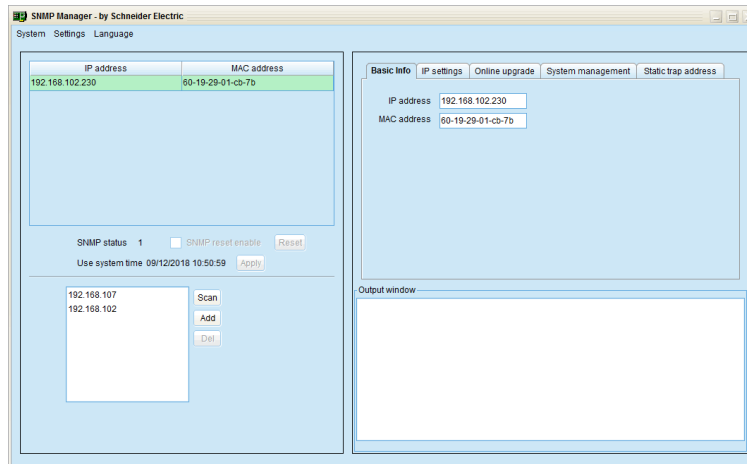 SNMP Manager - by Schneider Electric
System Settings Language
IP address MAC address
192.168.102.230 60-19-29-01-cb-7b
SNMP status 1 SNMP reset enable Reset
Use system time 09/12/2018 10:50:59 Apply
192.168.107
192.168.102
Scan
Add
Del
Basic Info IP settings Online upgrade System management Static trap address
IP address 192.168.102.230
MAC address 60-19-29-01-cb-7b
Output window